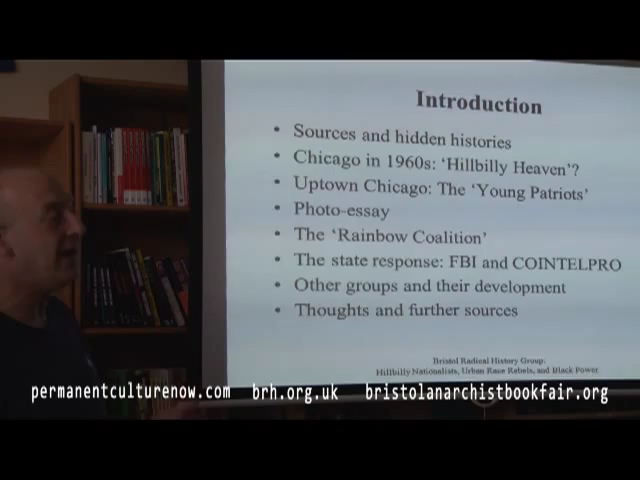 Introduction
• Sources and hidden histories
• Chicago in 1960s: ‘Hillbilly Heaven’?
• Uptown Chicago: The ‘Young Patriots’
• Photo-essay
• The ‘Rainbow Coalition’
• The state response: FBI and COINTELPRO
• Other groups and their development
• Thoughts and further sources
Bristol Radical History Group:
Hillbilly Nationalists, Urban Race Rebels, and Black Power
permanentculturenow.com brh.org.uk bristolanarchistbookfair.org